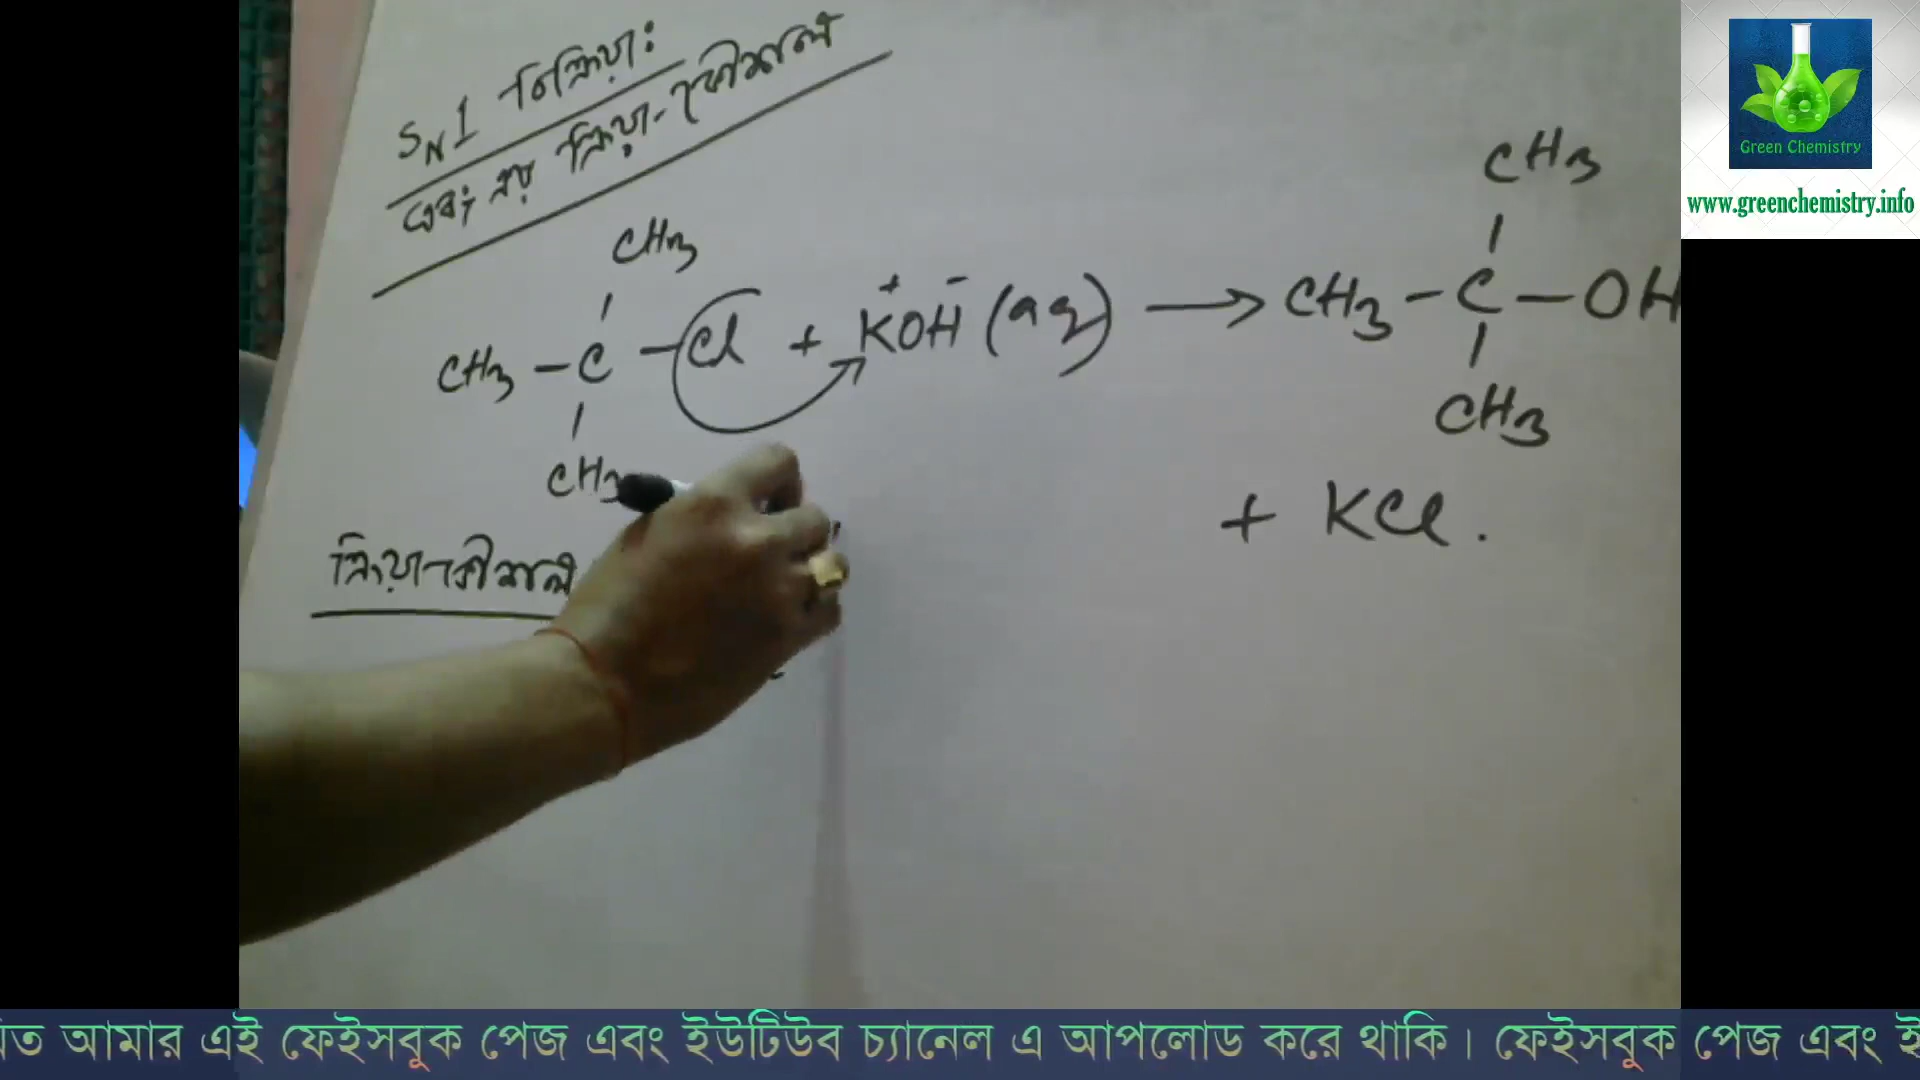 SN1 বিক্রিয়া:
এবং এর ক্রিয়া-কৌশল
CH3
CH3 – C – Cl + K⁺OH⁻ (aq) → CH3 – C – OH
CH3
CH3
CH3
+ KCl.
ক্রিয়া-কৌশল
Green Chemistry
www.greenchemistry.info
আমার এই ফেইসবুক পেজ এবং ইউটিউব চ্যানেল এ আপলোড করে থাকি। ফেইসবুক পেজ এবং